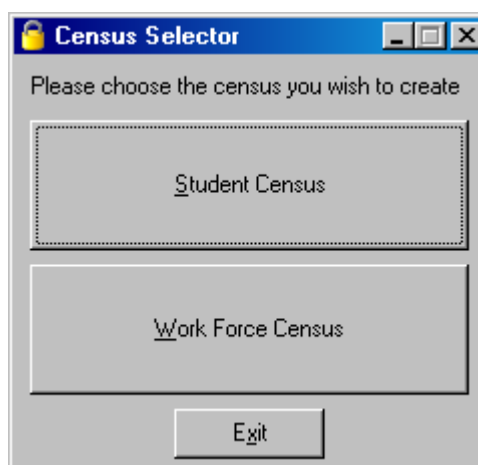 Census Selector
Please choose the census you wish to create
Student Census
Work Force Census
Exit